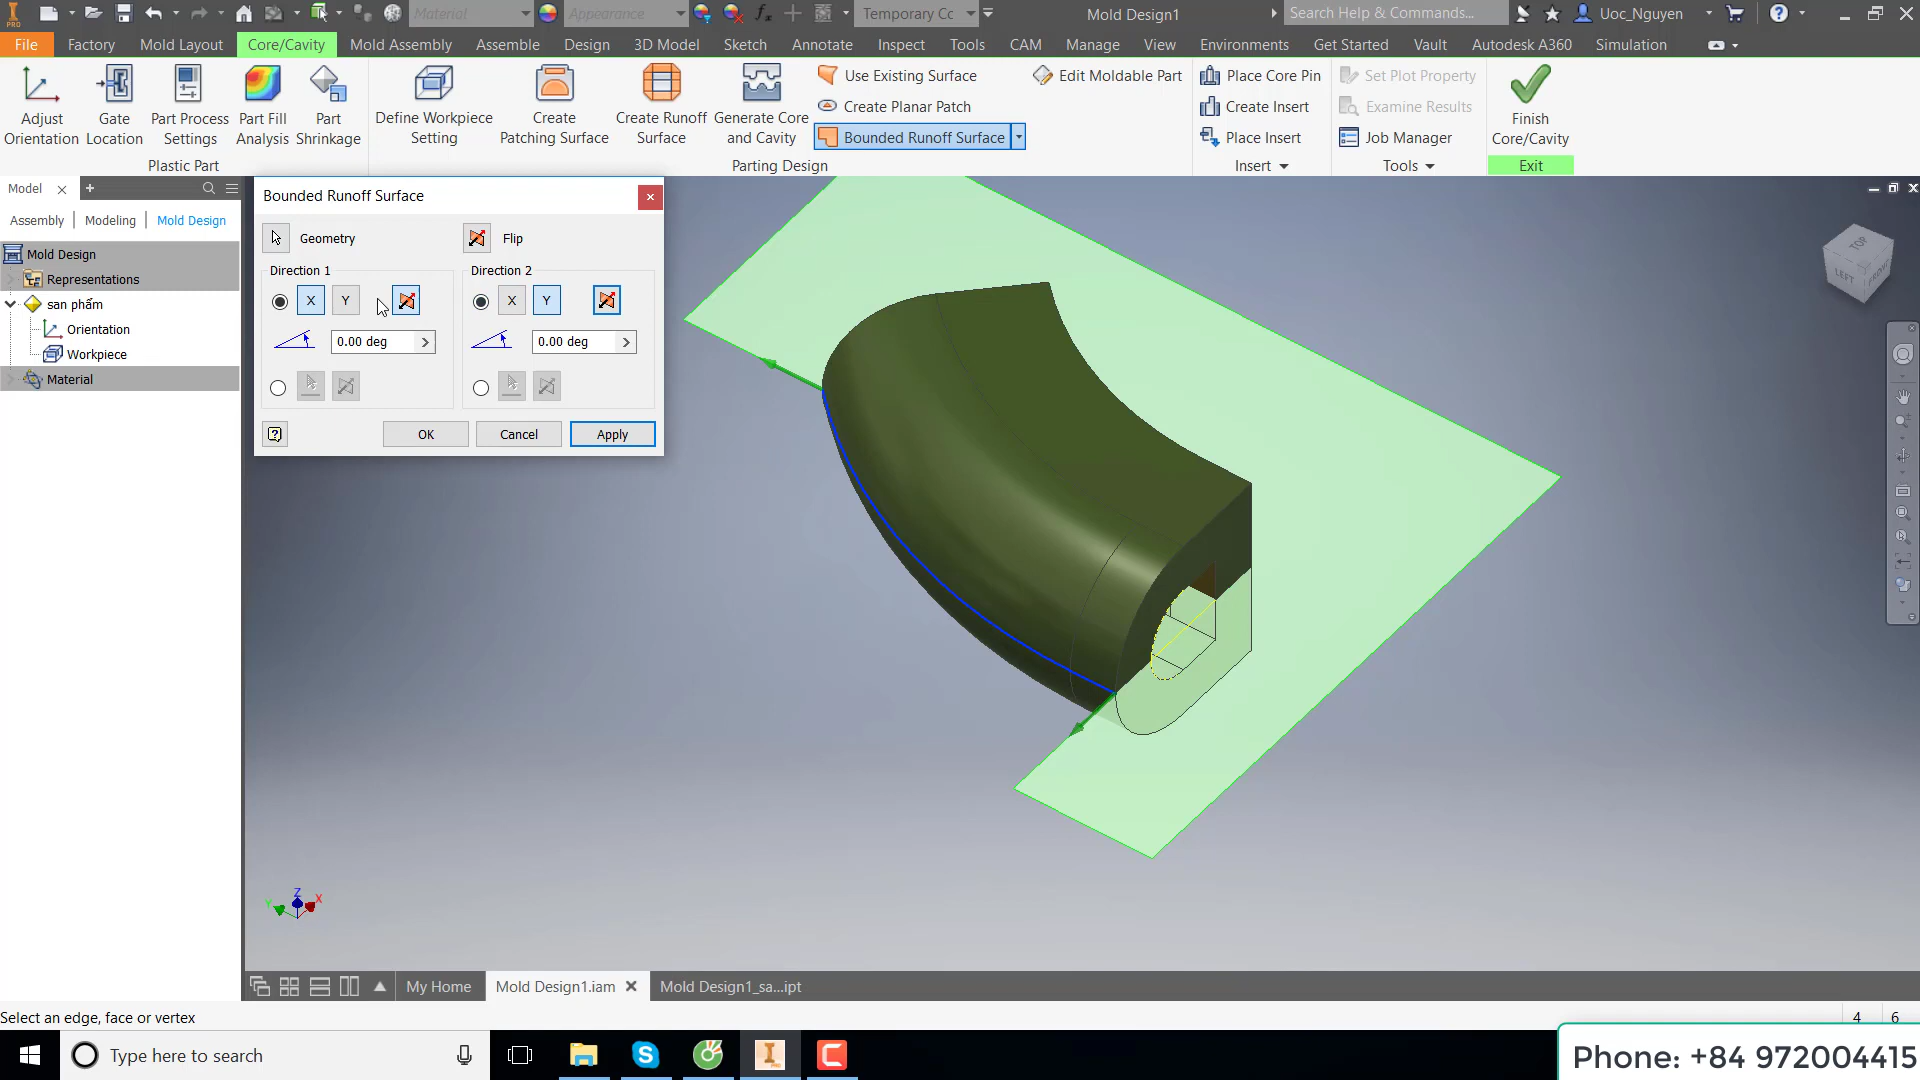 Material
Appearance
Temporary Cc
Mold Design1
Search Help & Commands...
Uoc_Nguyen
File
Factory
Mold Layout
Core/Cavity
Mold Assembly
Assemble
Design
3D Model
Sketch
Annotate
Inspect
Tools
CAM
Manage
View
Environments
Get Started
Vault
Autodesk A360
Simulation
Adjust
Orientation
Gate
Location
Part Process
Settings
Part Fill
Analysis
Part
Shrinkage
Plastic Part
Define Workpiece
Setting
Create
Patching Surface
Create Runoff
Surface
Generate Core
and Cavity
Use Existing Surface
Create Planar Patch
Bounded Runoff Surface
Edit Moldable Part
Parting Design
Place Core Pin
Create Insert
Place Insert
Insert
Set Plot Property
Examine Results
Job Manager
Tools
Finish
Core/Cavity
Exit
Model
Assembly
Modeling
Mold Design
Mold Design
Representations
san phẩm
Orientation
Workpiece
Material
Bounded Runoff Surface
Geometry
Flip
Direction 1
X
Y
0.00 deg
Direction 2
X
Y
0.00 deg
OK
Cancel
Apply
TOP
LEFT
Z
Y
X
My Home
Mold Design1.iam
Mold Design1_sa...ipt
Select an edge, face or vertex
4
6
Type here to search
Phone: +84 972004415